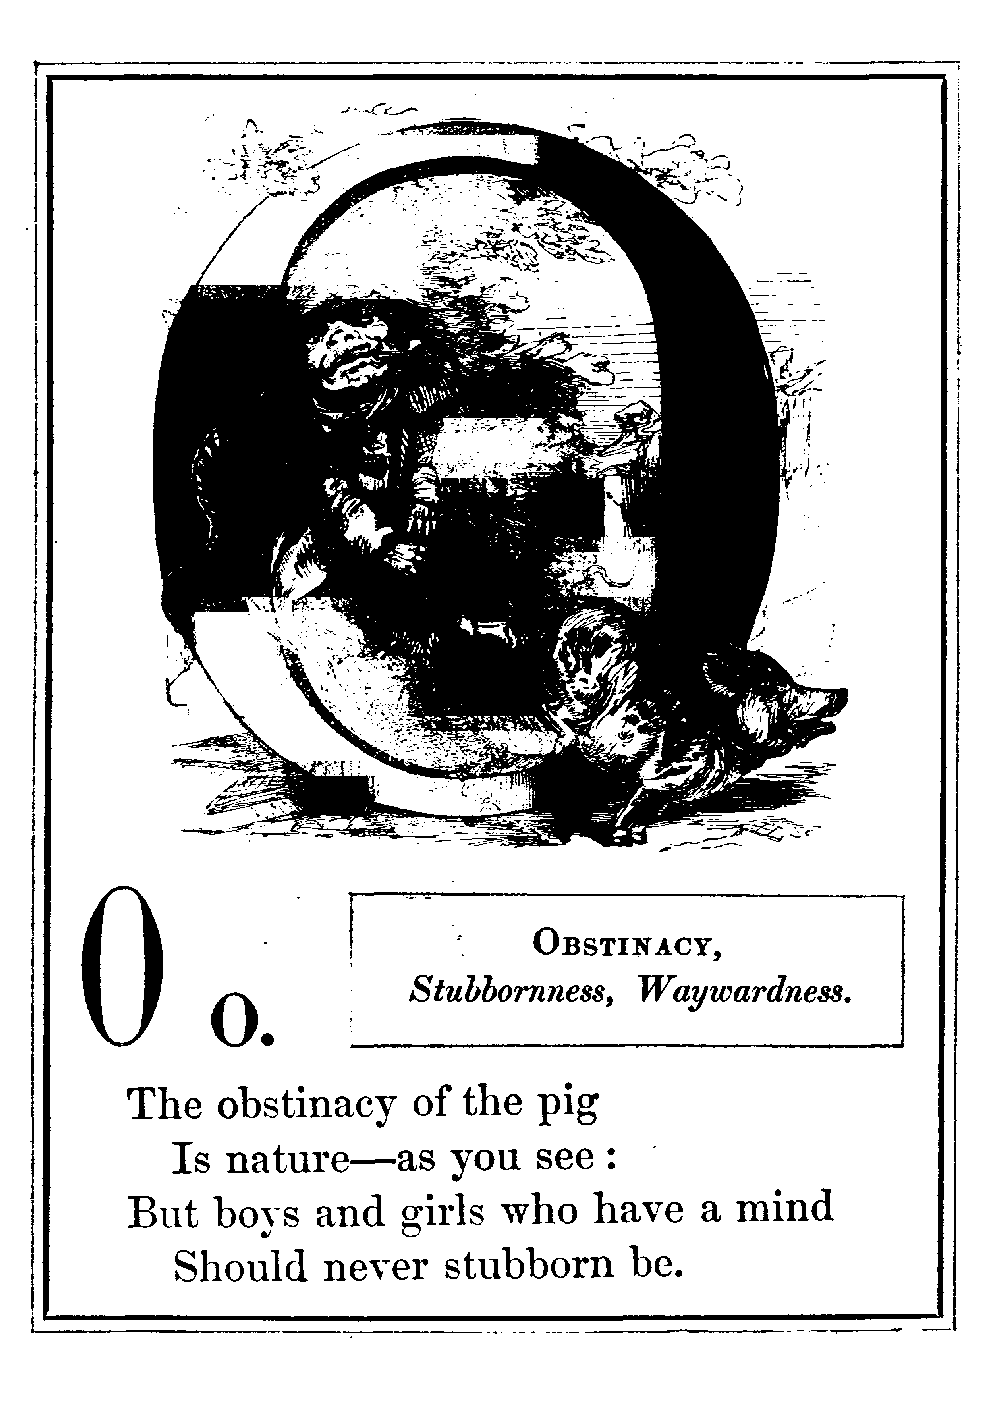 O o.
OBSTINACY,
Stubbornness, Waywardness.
The obstinacy of the pig
Is nature—as you see :
But boys and girls who have a mind
Should never stubborn be.